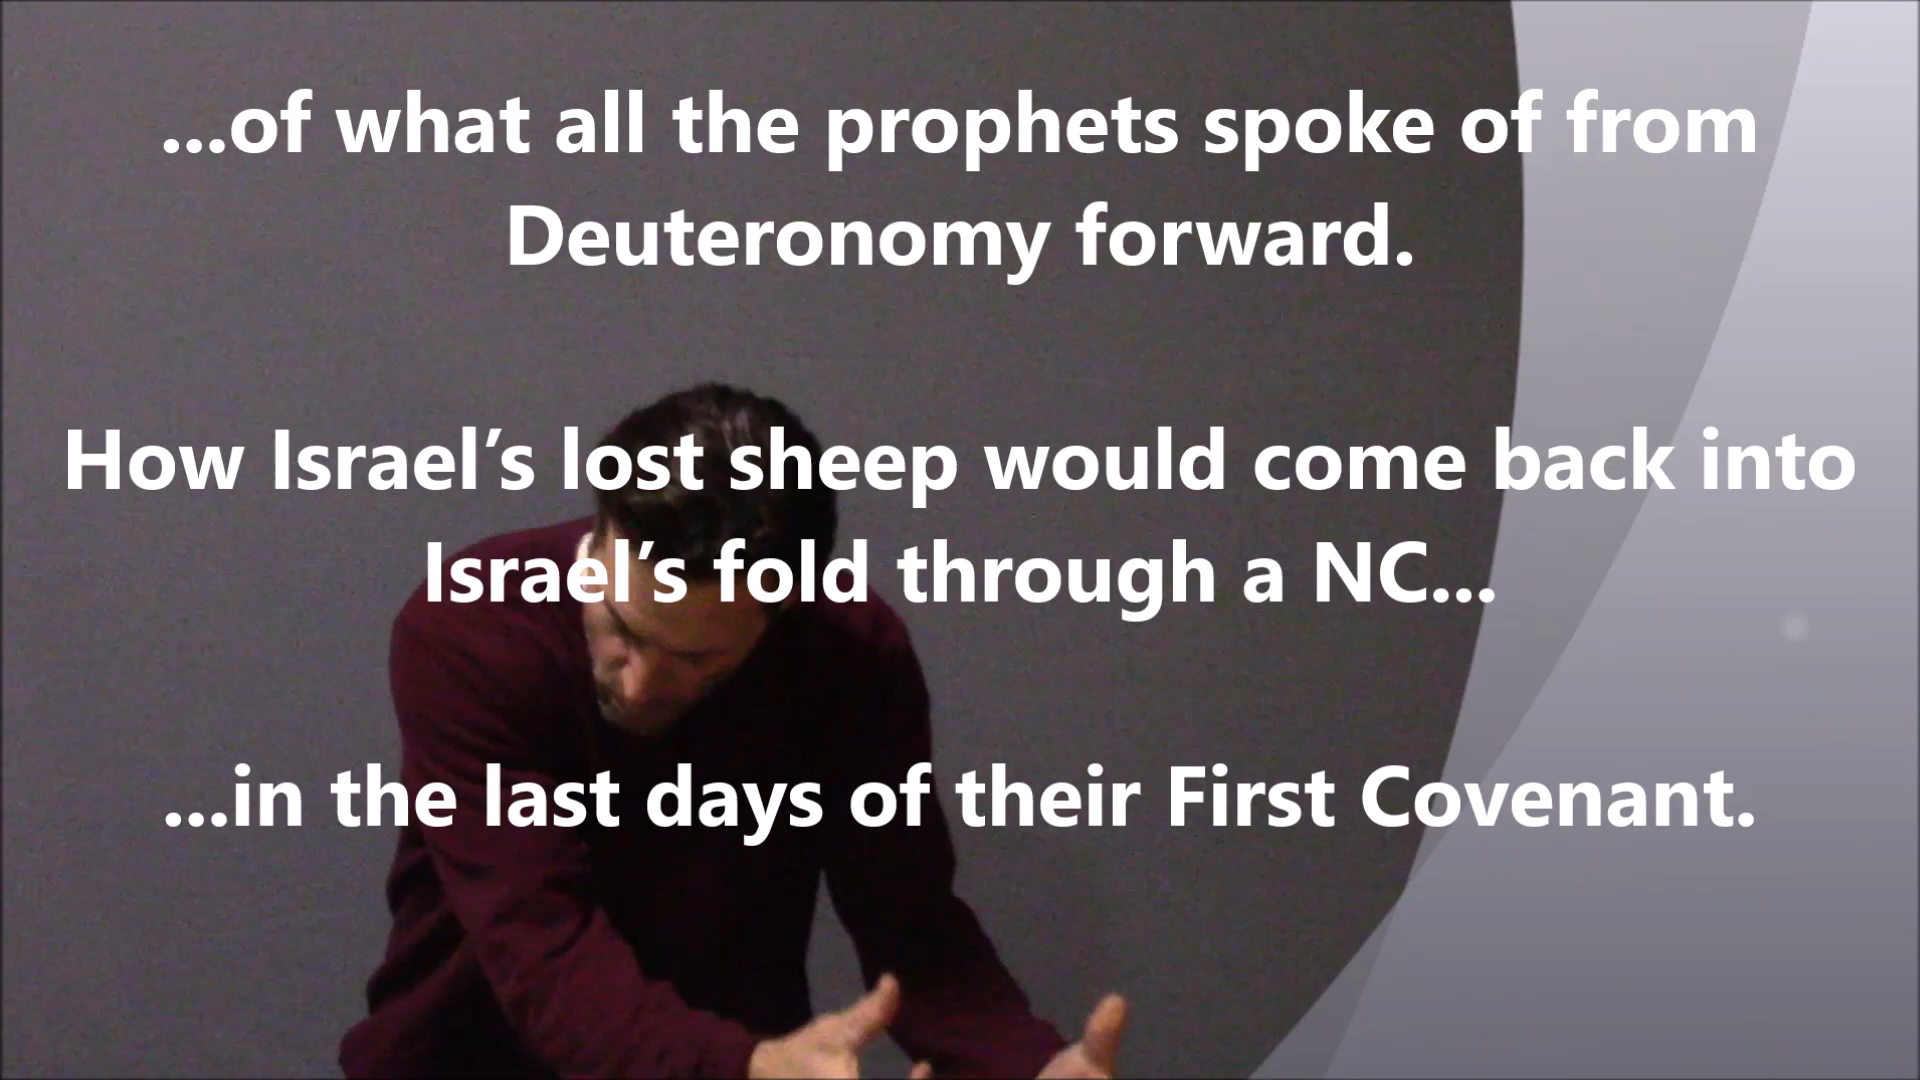 ...of what all the prophets spoke of from
Deuteronomy forward.
How Israel’s lost sheep would come back into
Israel’s fold through a NC...
...in the last days of their First Covenant.